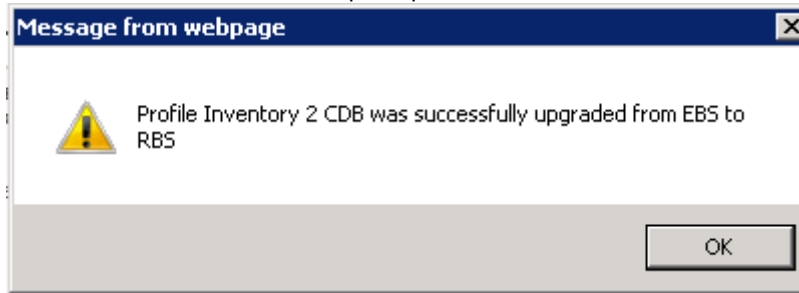 Message from webpage
Profile Inventory 2 CDB was successfully upgraded from EBS to
RBS
OK